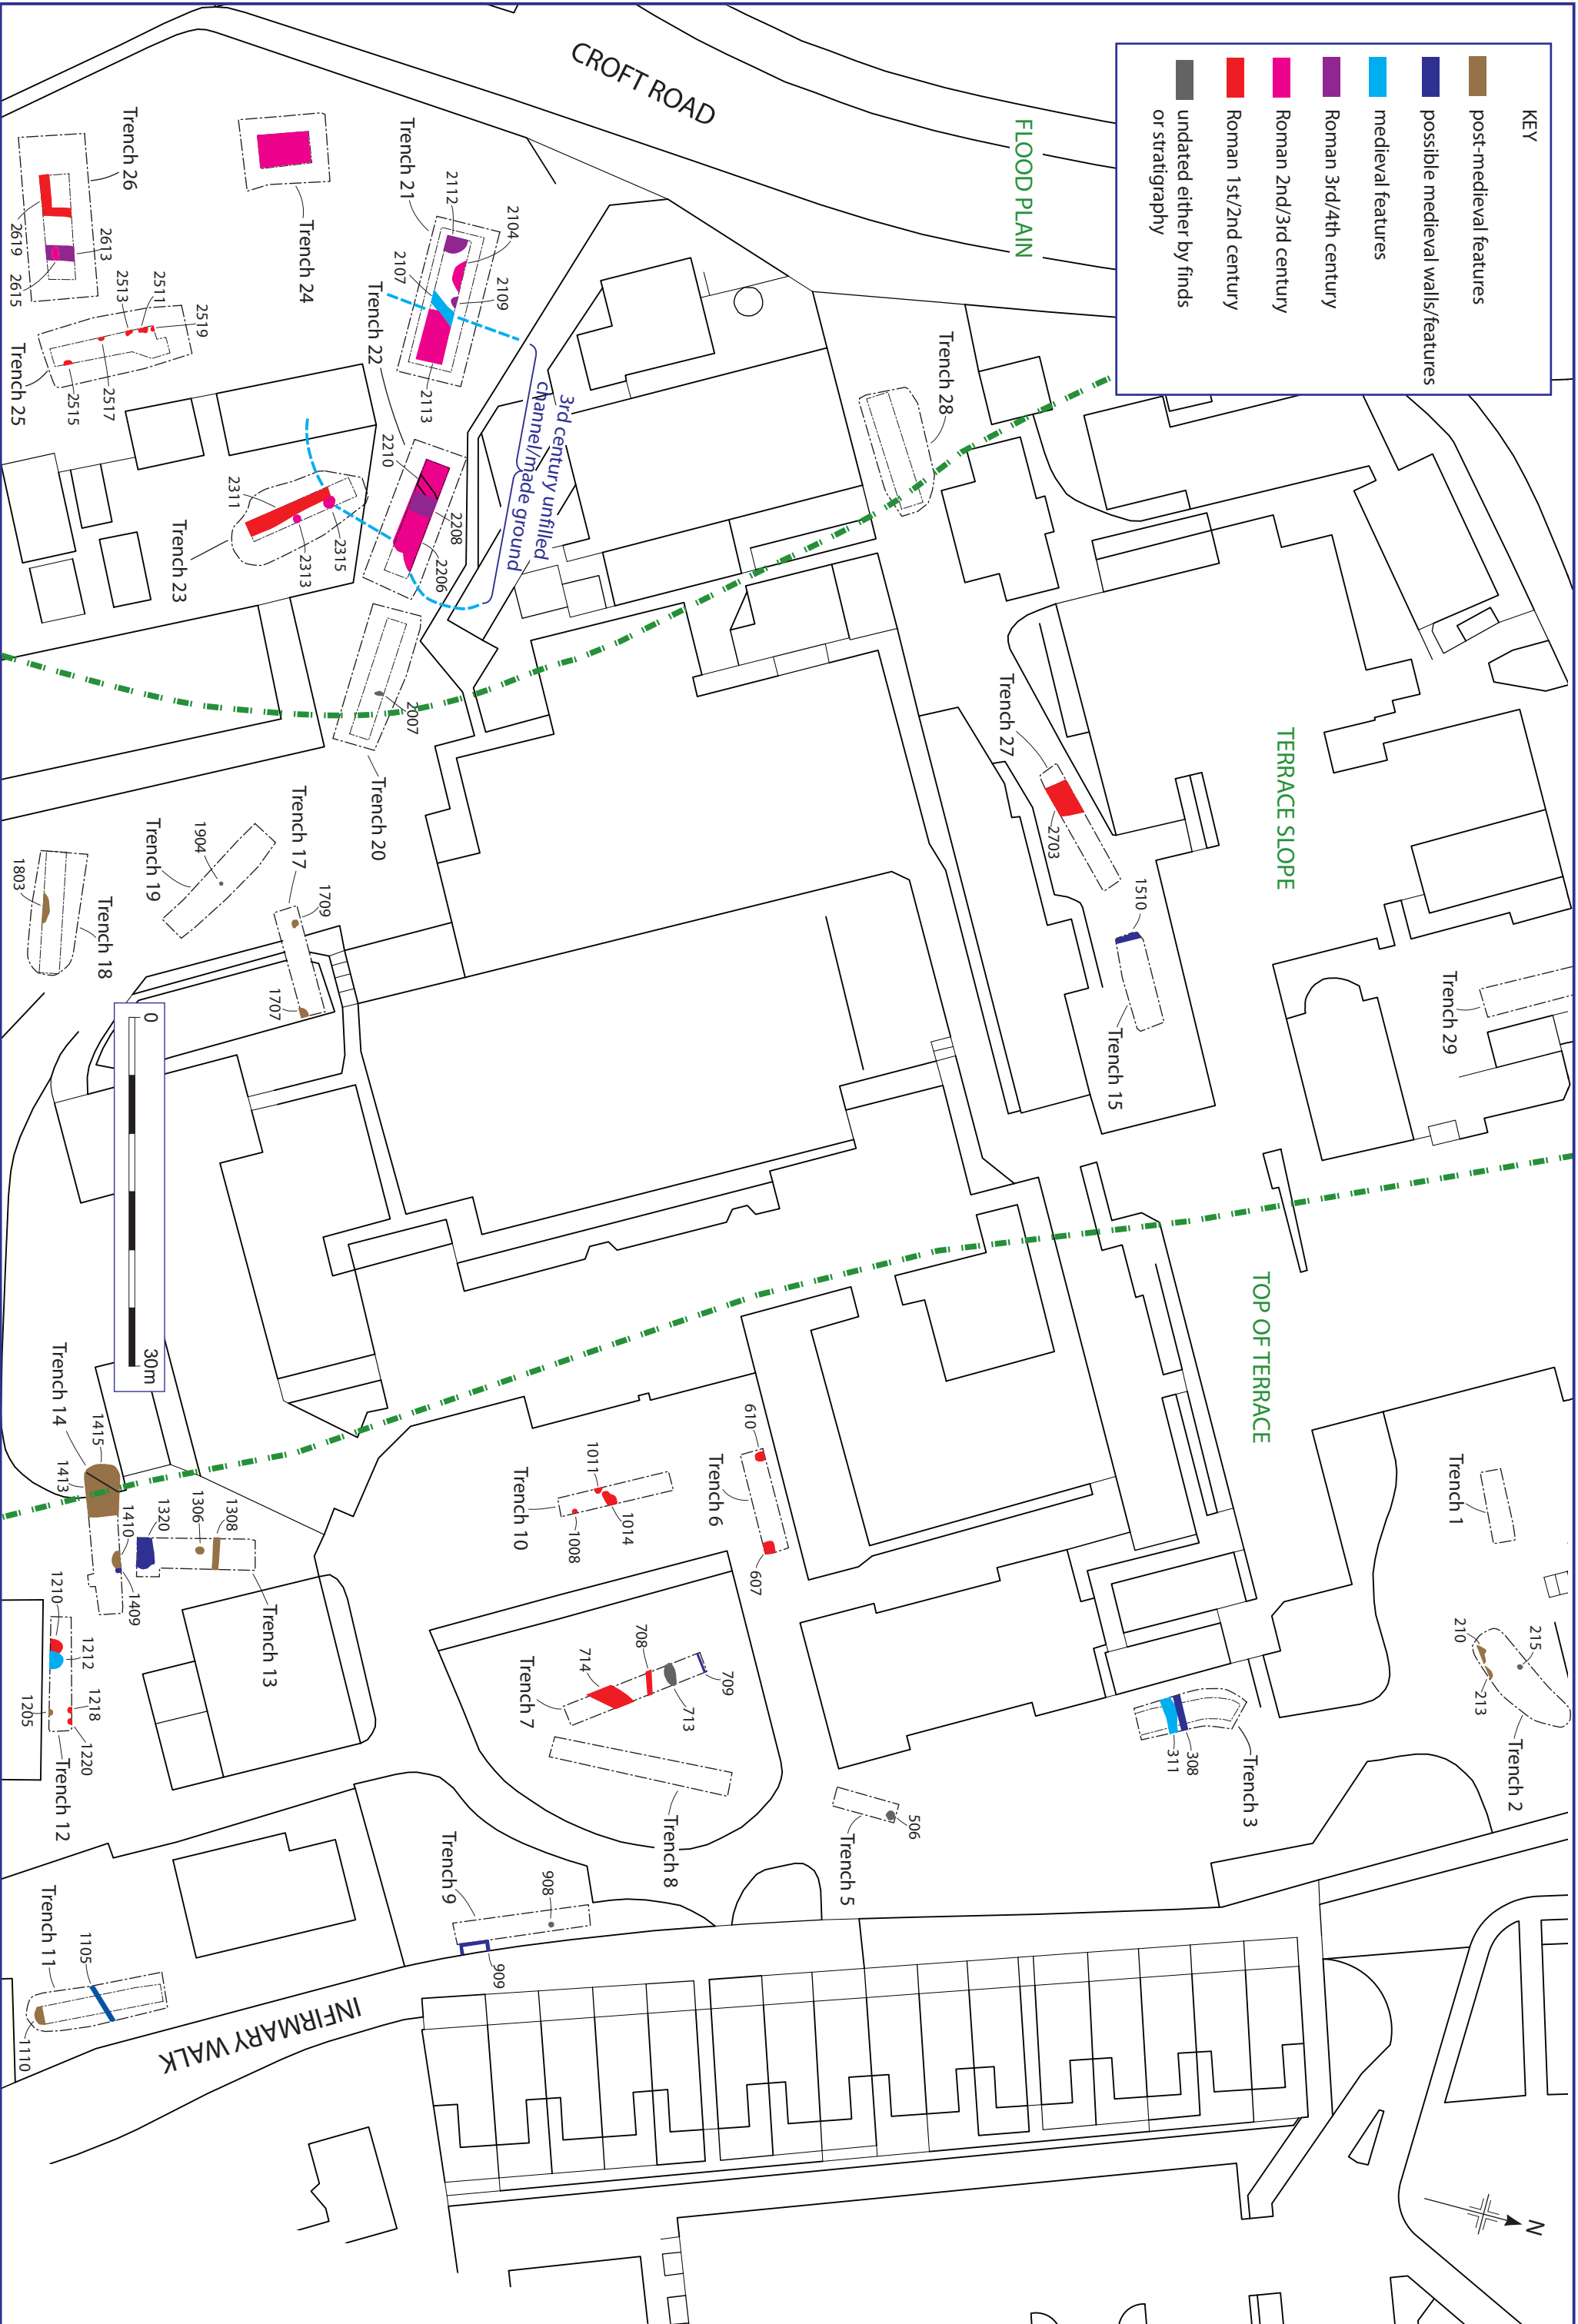 KEY
post-medieval features
possible medieval walls/features
medieval features
Roman 3rd/4th century
Roman 2nd/3rd century
Roman 1st/2nd century
undated either by finds
or stratigraphy
CROFT ROAD
FLOOD PLAIN
TERRACE SLOPE
TOP OF TERRACE
INFIRMARY WALK
N
3rd century unfilled
channel/made ground
0
30m
Trench 1
Trench 2
210
215
213
Trench 3
308
311
Trench 5
506
Trench 6
610
607
Trench 7
708
709
713
714
Trench 8
Trench 9
908
909
Trench 10
1011
1014
1008
Trench 11
1105
1110
Trench 12
1210
1212
1218
1220
1205
Trench 13
1308
1306
1320
Trench 14
1415
1413
1410
1409
Trench 15
1510
Trench 17
1709
1707
Trench 18
1803
Trench 19
1904
Trench 20
2007
Trench 21
2112
2104
2107
2109
2113
Trench 22
2210
2208
2206
Trench 23
2311
2315
2313
Trench 24
Trench 25
2519
2511
2513
2517
2515
Trench 26
2619
2613
2615
Trench 27
2703
Trench 28
Trench 29